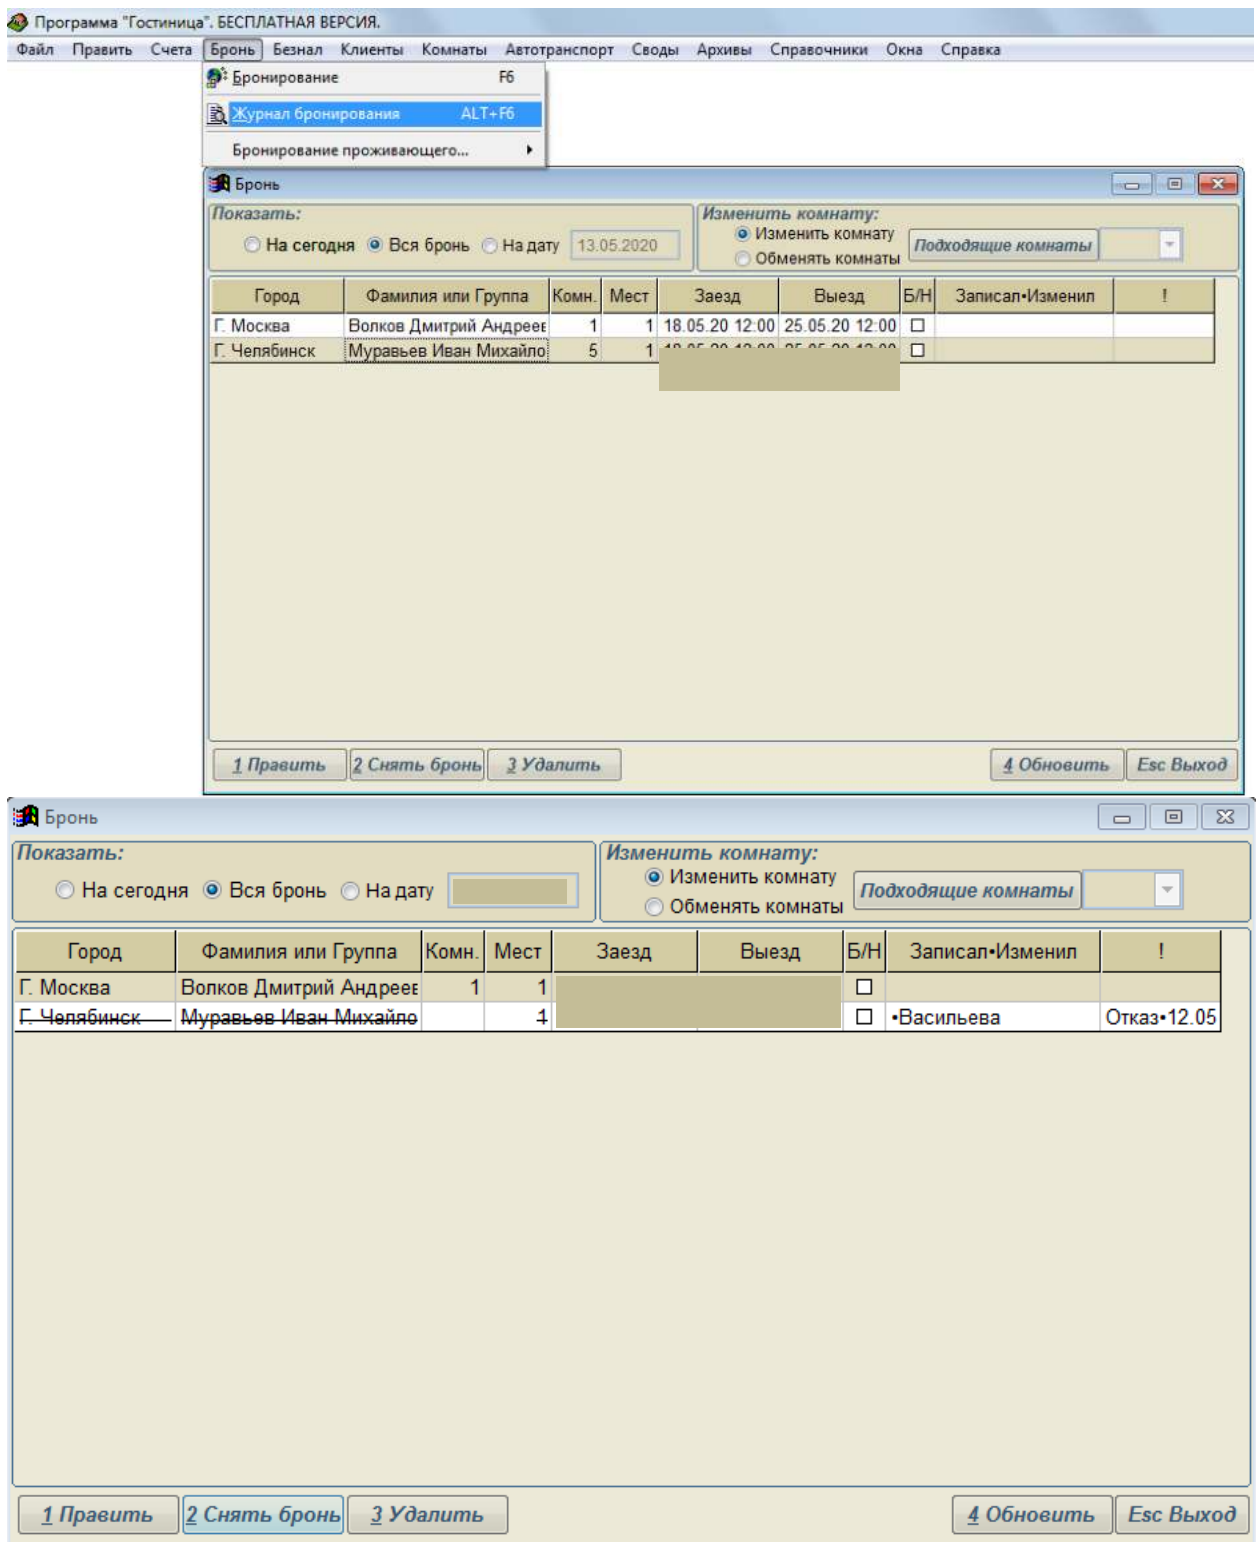 Программа "Гостиница". БЕСПЛАТНАЯ ВЕРСИЯ.
Файл Править Счета Бронь Безнал Клиенты Комнаты Автотранспорт Своды Архивы Справочники Окна Справка
Бронирование F6
Журнал бронирования ALT+F6
Бронирование проживающего...
Бронь
Показать: Изменить комнату:
На сегодня Вся бронь На дату 13.05.2020 Изменить комнату Подходящие комнаты
Обменять комнаты
Город Фамилия или Группа Комн. Мест Заезд Выезд Б/Н Записал•Изменил !
Г. Москва Волков Дмитрий Андреев 1 1 18.05.20 12:00 25.05.20 12:00
Г. Челябинск Муравьев Иван Михайло 5 1
1 Править 2 Снять бронь 3 Удалить 4 Обновить Esc Выход
Бронь
Показать: Изменить комнату:
На сегодня Вся бронь На дату Изменить комнату Подходящие комнаты
Обменять комнаты
Город Фамилия или Группа Комн. Мест Заезд Выезд Б/Н Записал•Изменил !
Г. Москва Волков Дмитрий Андреев 1 1
Г. Челябинск Муравьев Иван Михайло 1 •Васильева Отказ•12.05
1 Править 2 Снять бронь 3 Удалить 4 Обновить Esc Выход